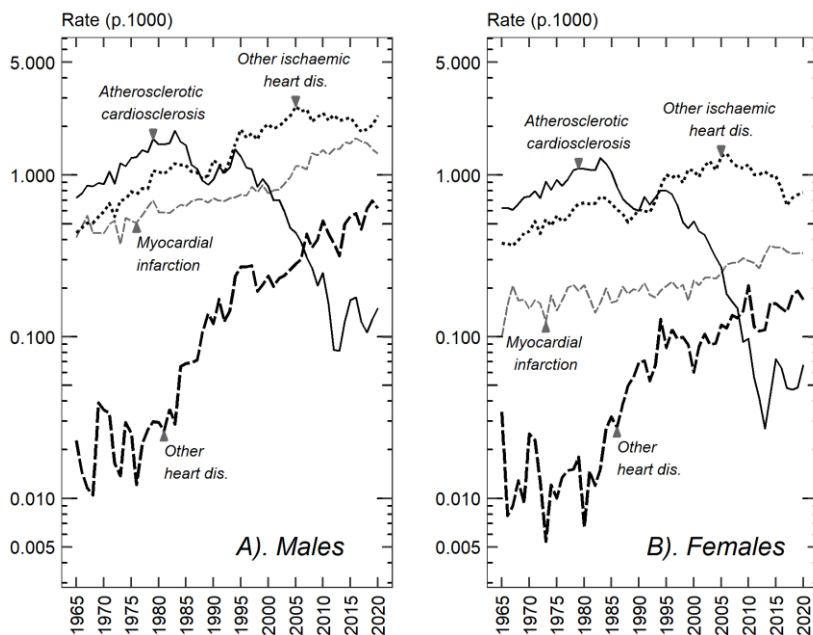 Rate (p.1000)
5.000
1.000
0.100
0.010
0.005
Atherosclerotic
cardiosclerosis
Other ischaemic
heart dis.
Myocardial
infarction
Other
heart dis.
A). Males
1965
1970
1975
1980
1985
1990
1995
2000
2005
2010
2015
2020
Rate (p.1000)
5.000
1.000
0.100
0.010
0.005
Atherosclerotic
cardiosclerosis
Other ischaemic
heart dis.
Myocardial
infarction
Other
heart dis.
B). Females
1965
1970
1975
1980
1985
1990
1995
2000
2005
2010
2015
2020